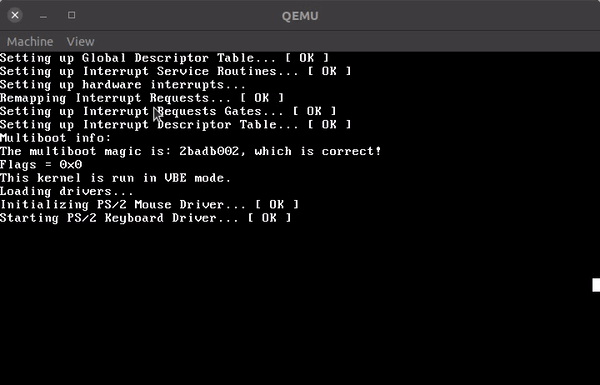 QEMU
Machine View
Setting up Global Descriptor Table... [ OK ]
Setting up Interrupt Service Routines... [ OK ]
Setting up hardware interrupts...
Remapping Interrupt Requests... [ OK ]
Setting up Interrupt Requests Gates... [ OK ]
Setting up Interrupt Descriptor Table... [ OK ]
Multiboot info:
The multiboot magic is: 2badb002, which is correct!
Flags = 0x0
This kernel is run in VBE mode.
Loading drivers...
Initializing PS/2 Mouse Driver... [ OK ]
Starting PS/2 Keyboard Driver... [ OK ]